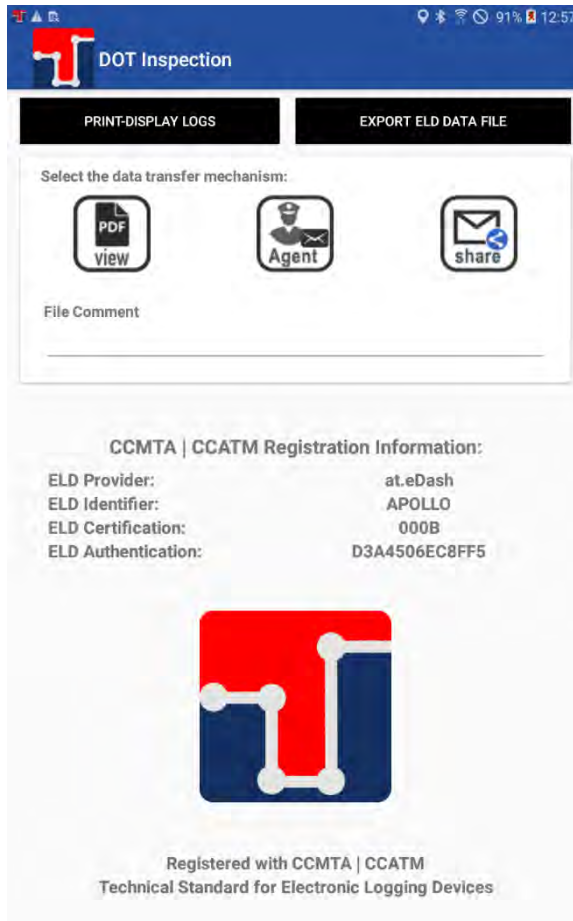 91% 12:57
DOT Inspection
PRINT-DISPLAY LOGS EXPORT ELD DATA FILE
Select the data transfer mechanism:
PDF
view Agent share
File Comment
CCMTA | CCATM Registration Information:
ELD Provider: at.eDash
ELD Identifier: APOLLO
ELD Certification: 000B
ELD Authentication: D3A4506EC8FF5
Registered with CCMTA | CCATM
Technical Standard for Electronic Logging Devices